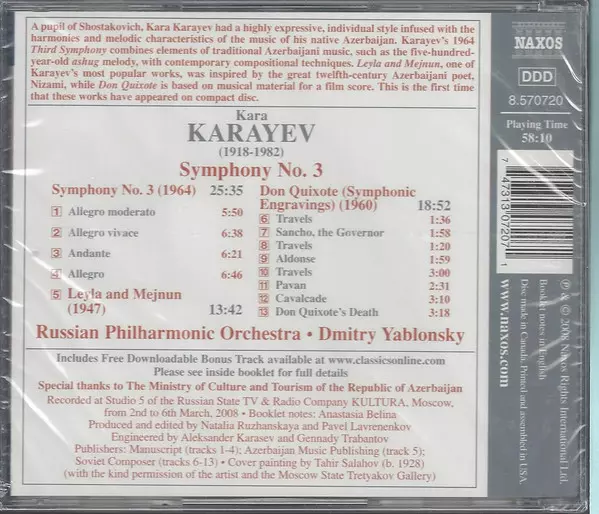 A pupil of Shostakovich, Kara Karayev had a highly expressive, individual style infused with the
harmonies and melodic characteristics of the music of his native Azerbaijan. Karayev's 1964
Third Symphony combines elements of traditional Azerbaijani music, such as the five-hundred-
year-old ashug melody, with contemporary compositional techniques. Leyla and Mejnun, one of
Karayev's most popular works, was inspired by the great twelfth-century Azerbaijani poet,
Nizami, while Don Quixote is based on musical material for a film score. This is the first time
that these works have appeared on compact disc.
Kara
KARAYEV
(1918-1982)
Symphony No. 3
Symphony No. 3 (1964) 25:35
1 Allegro moderato 5:50
2 Allegro vivace 6:38
3 Andante 6:21
4 Allegro 6:46
5 Leyla and Mejnun
(1947) 13:42
Don Quixote (Symphonic
Engravings) (1960) 18:52
6 Travels 1:36
7 Sancho, the Governor 1:58
8 Travels 1:20
9 Aldonse 1:59
10 Travels 3:00
11 Pavan 2:31
12 Cavalcade 3:10
13 Don Quixote's Death 3:18
Russian Philharmonic Orchestra • Dmitry Yablonsky
Includes Free Downloadable Bonus Track available at www.classicsonline.com
Please see inside booklet for full details
Special thanks to The Ministry of Culture and Tourism of the Republic of Azerbaijan
Recorded at Studio 5 of the Russian State TV & Radio Company KULTURA, Moscow,
from 2nd to 6th March, 2008 • Booklet notes: Anastasia Belina
Produced and edited by Natalia Ruzhanskaya and Pavel Lavrenenkov
Engineered by Aleksander Karasev and Gennady Trabantov
Publishers: Manuscript (tracks 1-4); Azerbaijan Music Publishing (track 5);
Soviet Composer (tracks 6-13) • Cover painting by Tahir Salahov (b. 1928)
(with the kind permission of the artist and the Moscow State Tretyakov Gallery)
NAXOS
DDD
8.570720
Playing Time
58:10
7 47313 07207 1
www.naxos.com
℗ & © 2008 Naxos Rights International Ltd.
Booklet notes in English
Disc made in Canada. Printed and assembled in USA.